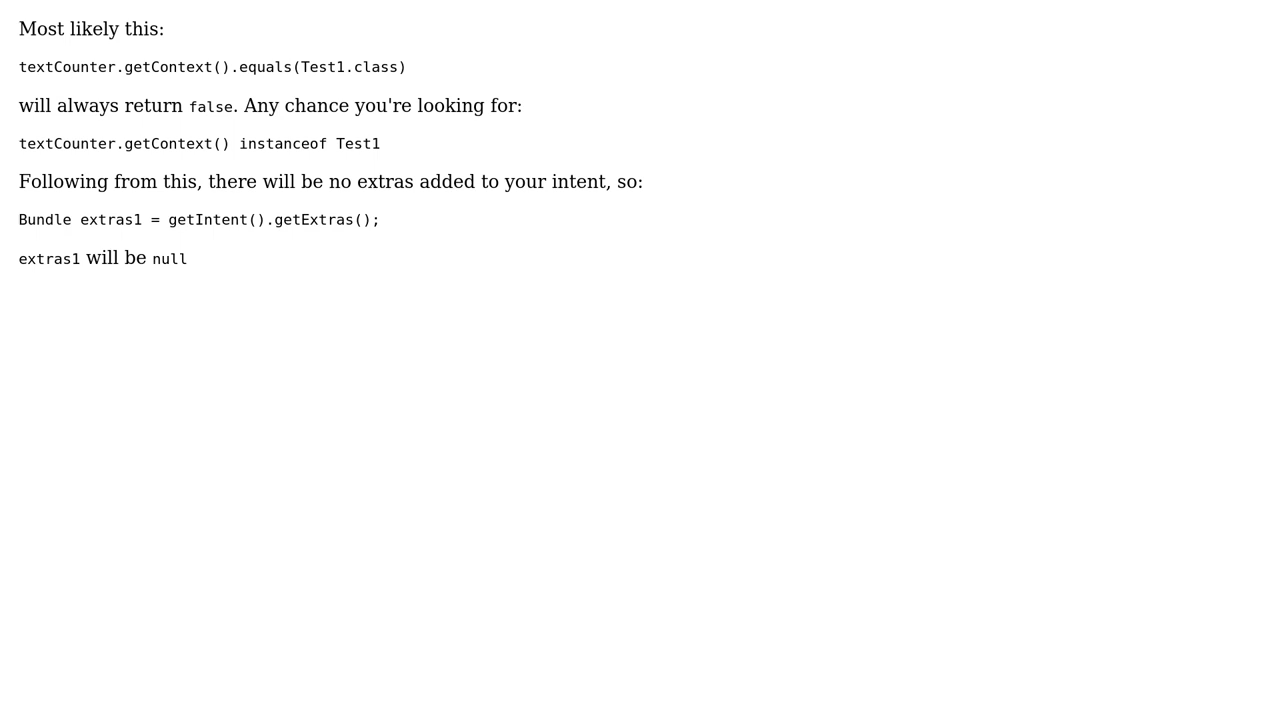 Most likely this:
textCounter.getContext().equals(Test1.class)
will always return false. Any chance you're looking for:
textCounter.getContext() instanceof Test1
Following from this, there will be no extras added to your intent, so:
Bundle extras1 = getIntent().getExtras();
extras1 will be null